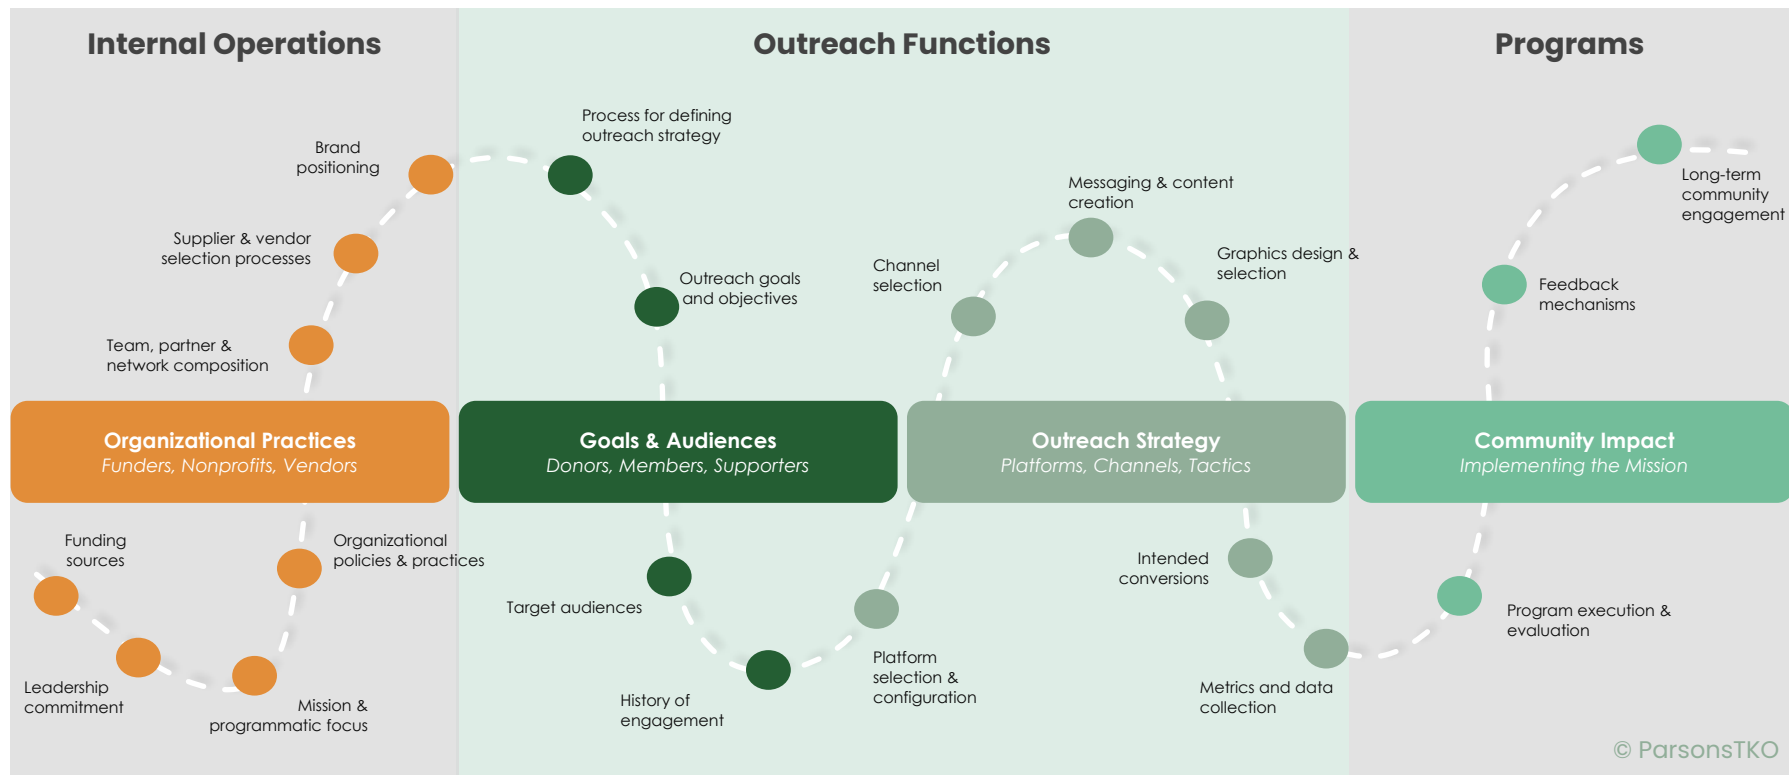 Internal Operations
Outreach Functions
Programs
Brand
positioning
Supplier & vendor
selection processes
Team, partner &
network composition
Organizational Practices
Funders, Nonprofits, Vendors
Funding
sources
Organizational
policies & practices
Leadership
commitment
Mission &
programmatic focus
Process for defining
outreach strategy
Outreach goals
and objectives
Goals & Audiences
Donors, Members, Supporters
Target audiences
History of
engagement
Channel
selection
Messaging & content
creation
Graphics design &
selection
Outreach Strategy
Platforms, Channels, Tactics
Platform
selection &
configuration
Intended
conversions
Metrics and data
collection
Long-term
community
engagement
Feedback
mechanisms
Community Impact
Implementing the Mission
Program execution &
evaluation
© ParsonsTKO